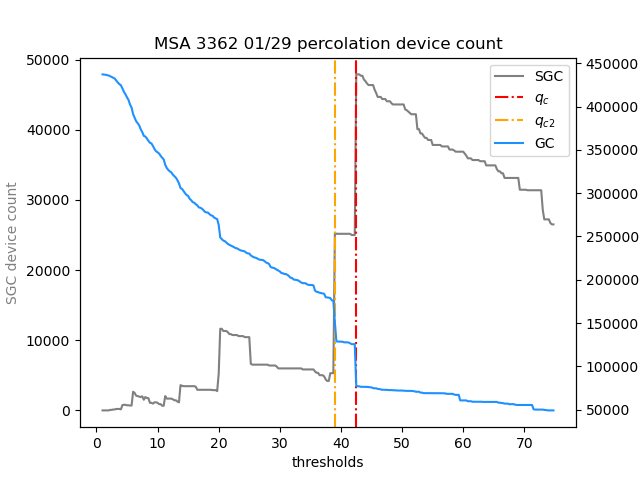 MSA 3362 01/29 percolation device count
50000
40000
30000
20000
10000
0
SGC device count
450000
400000
350000
300000
250000
200000
150000
100000
50000
SGC
q_c
q_{c2}
GC
0 10 20 30 40 50 60 70
thresholds